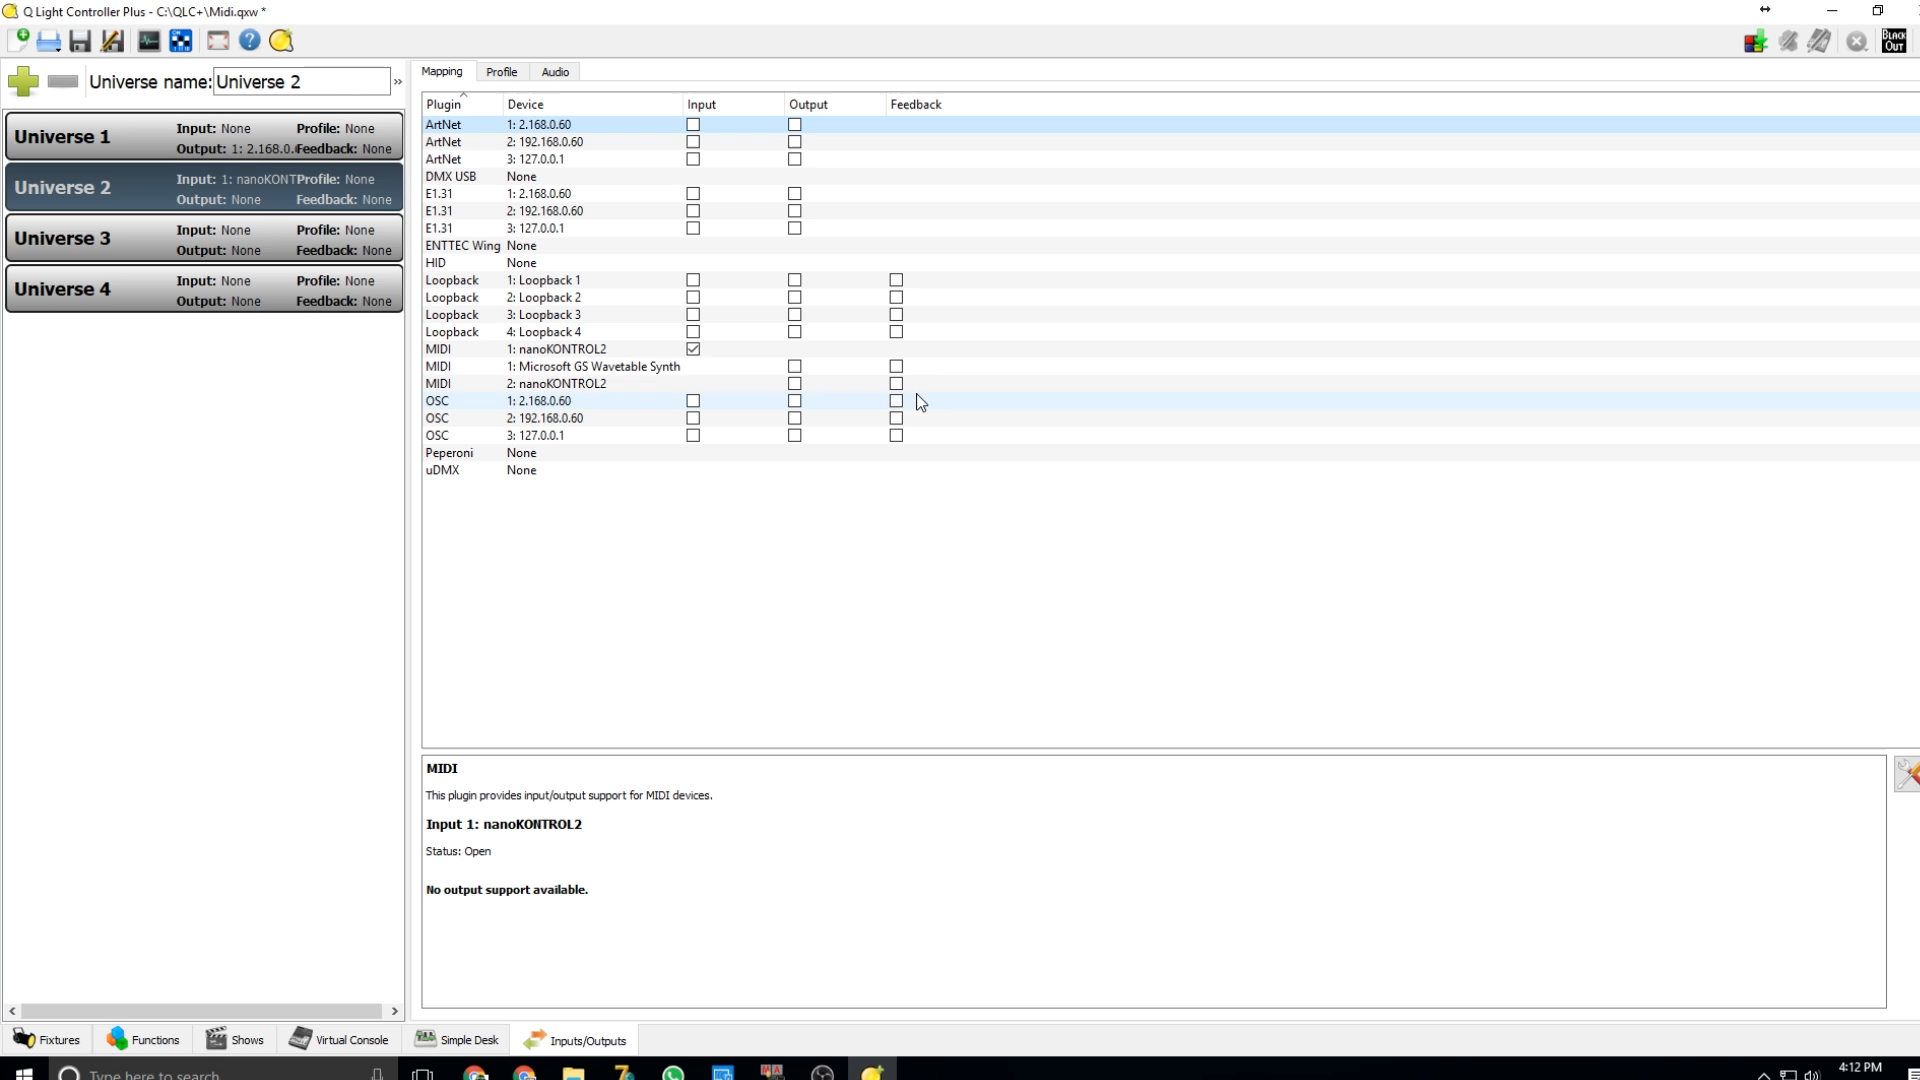 Q Light Controller Plus - C:\QLC+\Midi.qxw *
BLACK OUT
Universe name: Universe 2 »
Universe 1 Input: None Profile: None
Output: 1: 2.168.0. Feedback: None
Universe 2 Input: 1: nanoKONT Profile: None
Output: None Feedback: None
Universe 3 Input: None Profile: None
Output: None Feedback: None
Universe 4 Input: None Profile: None
Output: None Feedback: None
Mapping Profile Audio
Plugin Device Input Output Feedback
ArtNet 1: 2.168.0.60
ArtNet 2: 192.168.0.60
ArtNet 3: 127.0.0.1
DMX USB None
E1.31 1: 2.168.0.60
E1.31 2: 192.168.0.60
E1.31 3: 127.0.0.1
ENTTEC Wing None
HID None
Loopback 1: Loopback 1
Loopback 2: Loopback 2
Loopback 3: Loopback 3
Loopback 4: Loopback 4
MIDI 1: nanoKONTROL2
MIDI 1: Microsoft GS Wavetable Synth
MIDI 2: nanoKONTROL2
OSC 1: 2.168.0.60
OSC 2: 192.168.0.60
OSC 3: 127.0.0.1
Peperoni None
uDMX None
MIDI
This plugin provides input/output support for MIDI devices.
Input 1: nanoKONTROL2
Status: Open
No output support available.
Fixtures Functions Shows Virtual Console Simple Desk Inputs/Outputs
Type here to search
4:12 PM